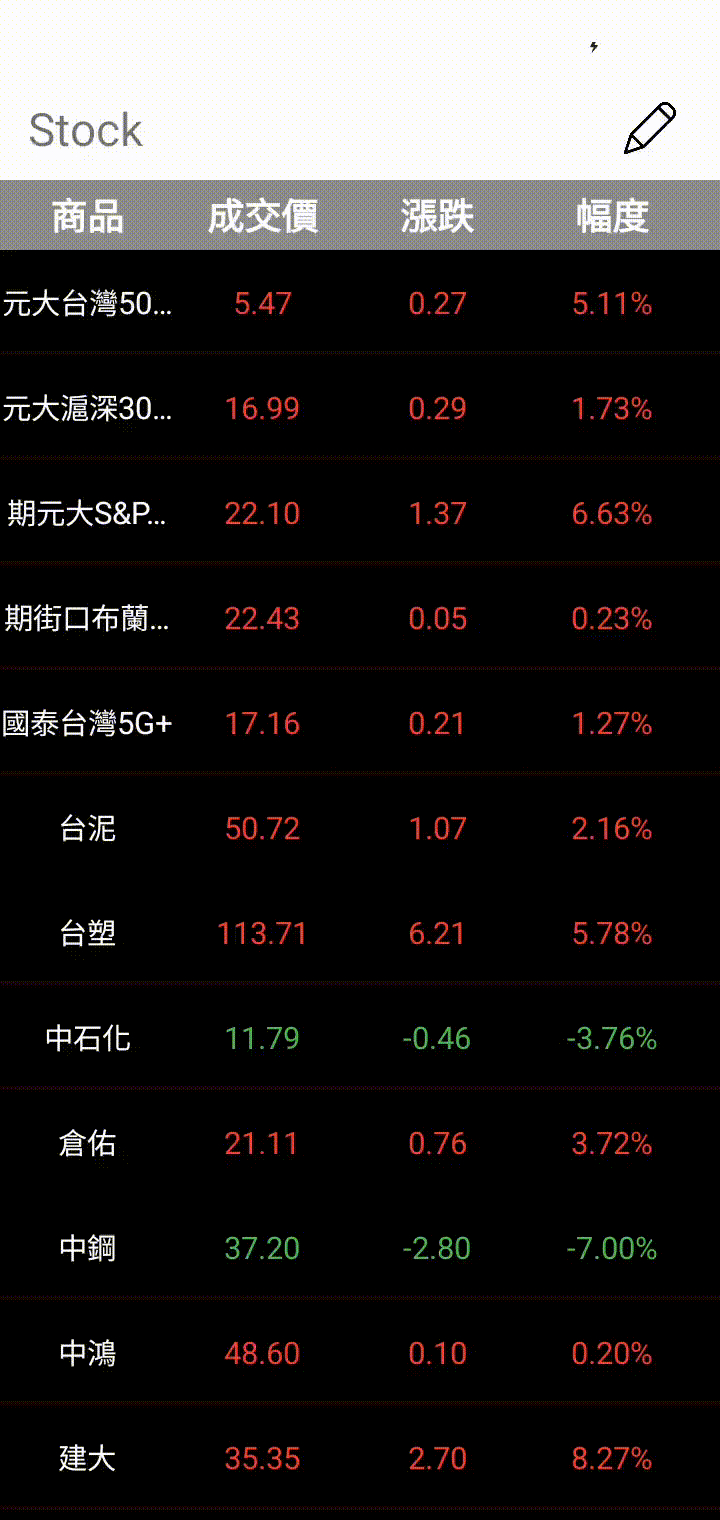 Stock
商品 成交價 漲跌 幅度
元大台灣50... 5.47 0.27 5.11%
元大滬深30... 16.99 0.29 1.73%
期元大S&P... 22.10 1.37 6.63%
期街口布蘭... 22.43 0.05 0.23%
國泰台灣5G+ 17.16 0.21 1.27%
台泥 50.72 1.07 2.16%
台塑 113.71 6.21 5.78%
中石化 11.79 -0.46 -3.76%
倉佑 21.11 0.76 3.72%
中鋼 37.20 -2.80 -7.00%
中鴻 48.60 0.10 0.20%
建大 35.35 2.70 8.27%